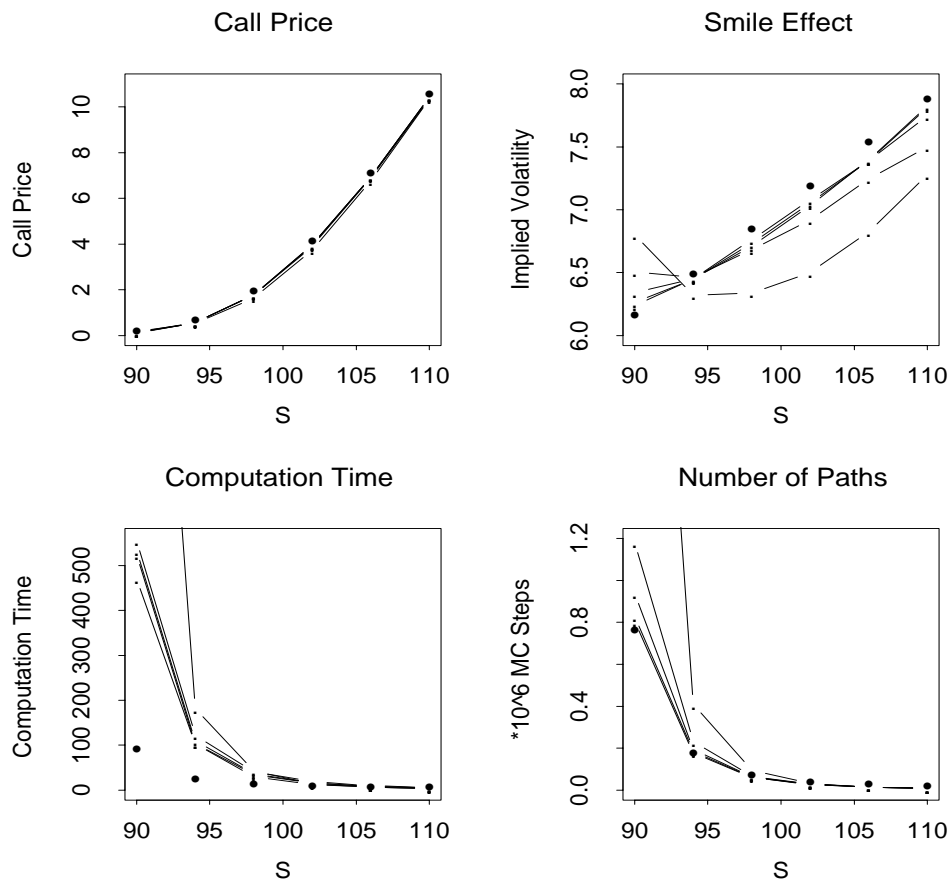 Call Price
Call Price
0 2 4 6 8 10
90 95 100 105 110
S
Smile Effect
Implied Volatility
6.0 6.5 7.0 7.5 8.0
90 95 100 105 110
S
Computation Time
Computation Time
0 100 200 300 400 500
90 95 100 105 110
S
Number of Paths
*10^6 MC Steps
0.0 0.4 0.8 1.2
90 95 100 105 110
S